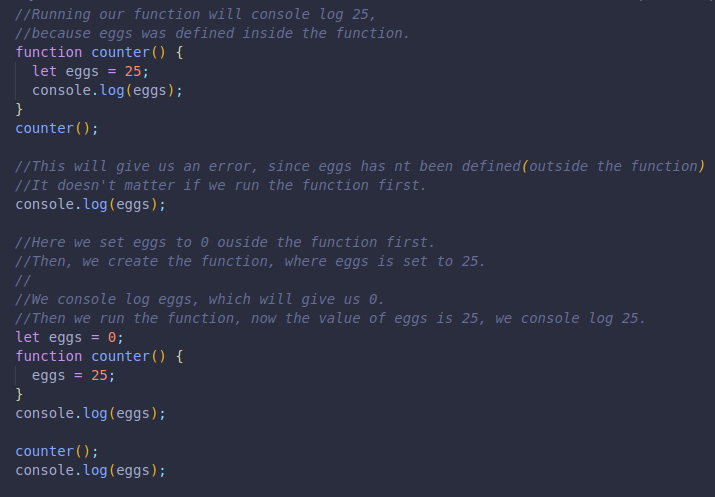 //Running our function will console log 25,
//because eggs was defined inside the function.
function counter() {
  let eggs = 25;
  console.log(eggs);
}
counter();

//This will give us an error, since eggs has nt been defined(outside the function)
//It doesn't matter if we run the function first.
console.log(eggs);

//Here we set eggs to 0 ouside the function first.
//Then, we create the function, where eggs is set to 25.
//
//We console log eggs, which will give us 0.
//Then we run the function, now the value of eggs is 25, we console log 25.
let eggs = 0;
function counter() {
  eggs = 25;
}
console.log(eggs);

counter();
console.log(eggs);